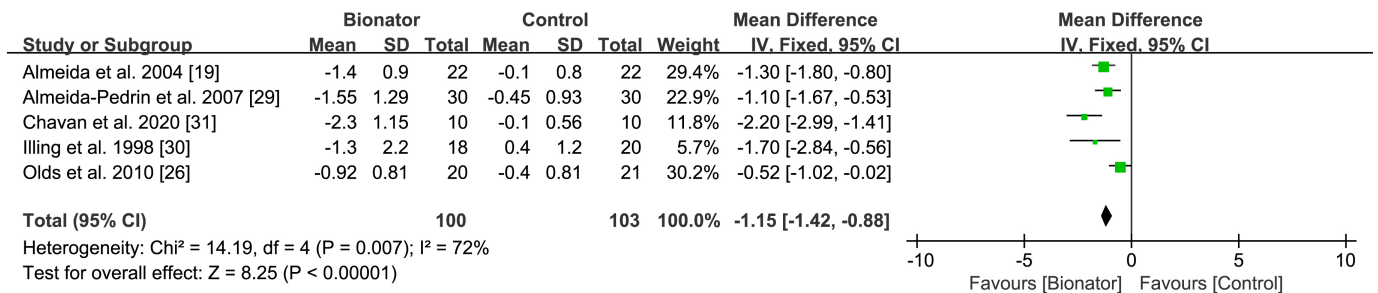 Bionator Control Mean Difference Mean Difference
Study or Subgroup Mean SD Total Mean SD Total Weight IV, Fixed, 95% CI IV, Fixed, 95% CI
Almeida et al. 2004 [19] -1.4 0.9 22 -0.1 0.8 22 29.4% -1.30 [-1.80, -0.80]
Almeida-Pedrin et al. 2007 [29] -1.55 1.29 30 -0.45 0.93 30 22.9% -1.10 [-1.67, -0.53]
Chavan et al. 2020 [31] -2.3 1.15 10 -0.1 0.56 10 11.8% -2.20 [-2.99, -1.41]
Illing et al. 1998 [30] -1.3 2.2 18 0.4 1.2 20 5.7% -1.70 [-2.84, -0.56]
Olds et al. 2010 [26] -0.92 0.81 20 -0.4 0.81 21 30.2% -0.52 [-1.02, -0.02]
Total (95% CI) 100 103 100.0% -1.15 [-1.42, -0.88]
Heterogeneity: Chi² = 14.19, df = 4 (P = 0.007); I² = 72%
Test for overall effect: Z = 8.25 (P < 0.00001)
-10 -5 0 5 10
Favours [Bionator] Favours [Control]